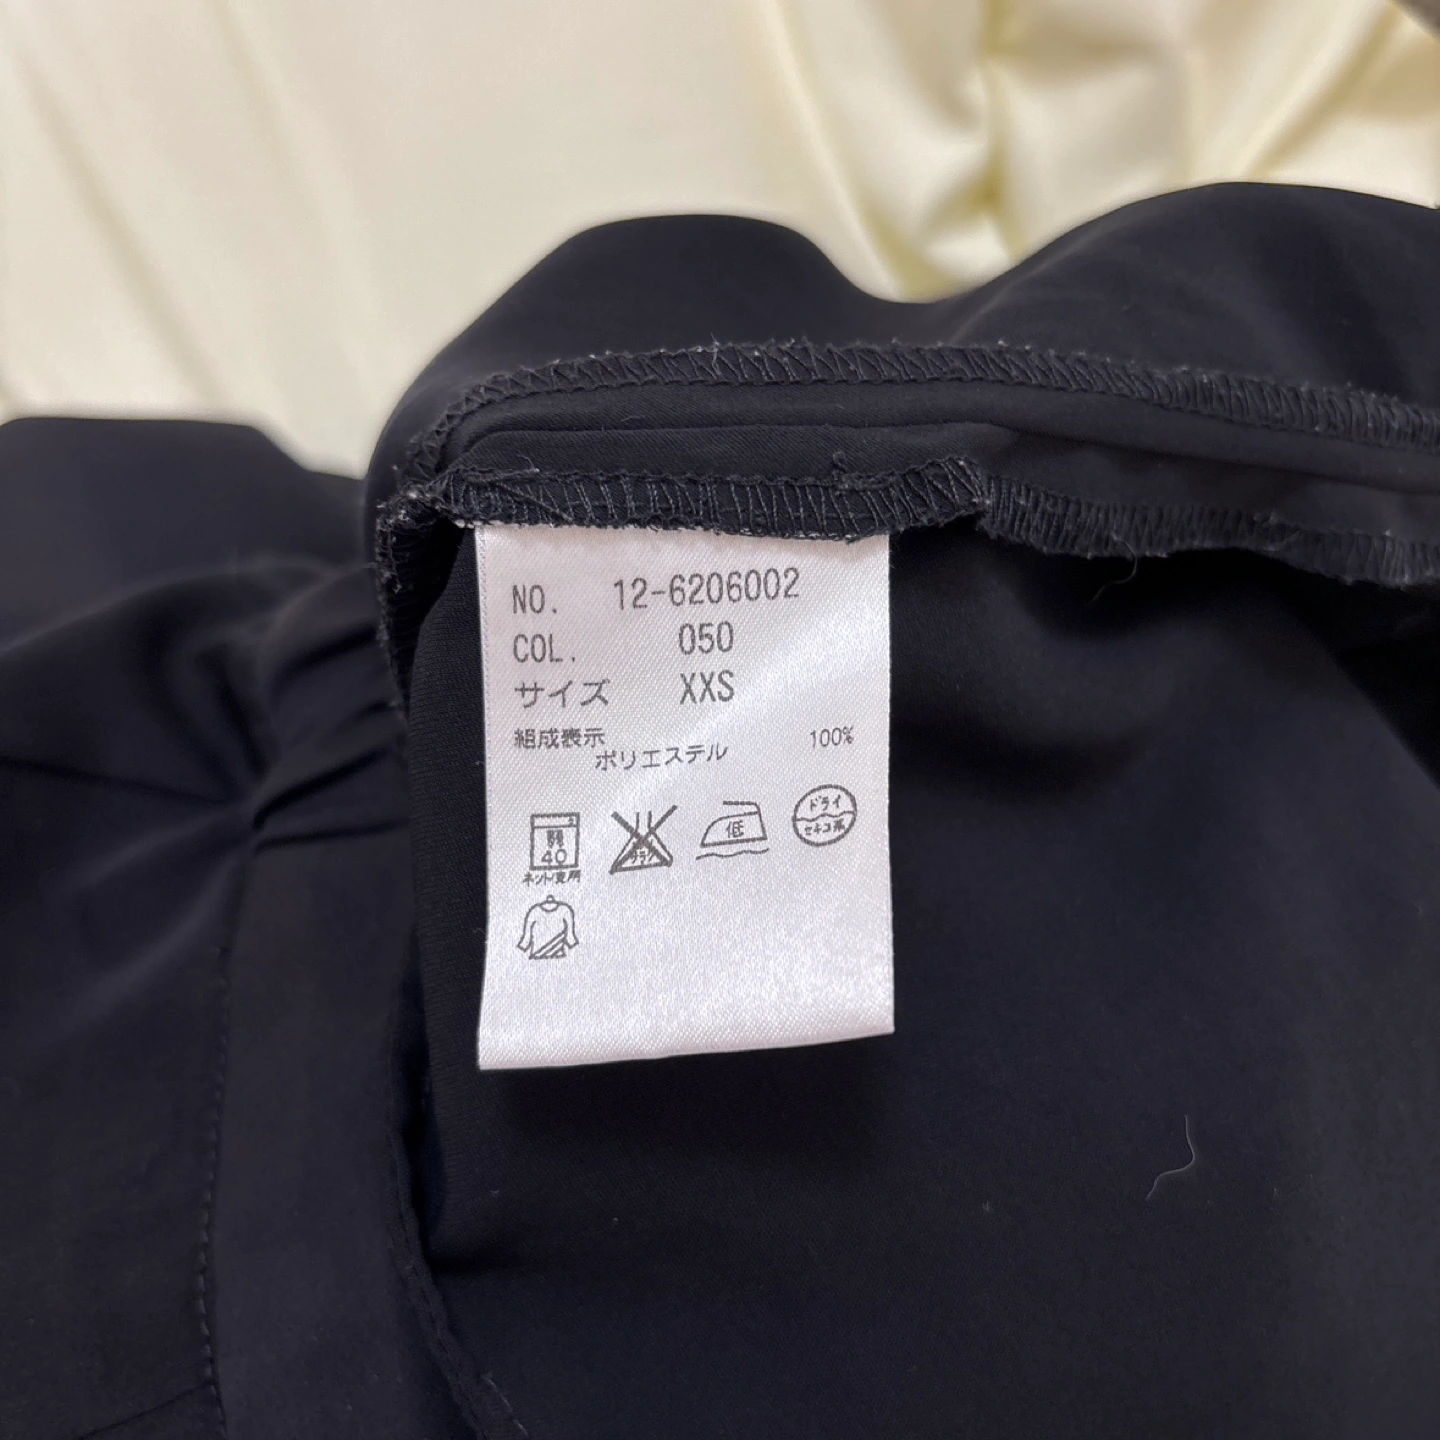 NO. 12-6206002
COL. 050
サイズ XXS
組成表示
ポリエステル 100%
弱
40
ネット使用
低
ドライ
セキユ系